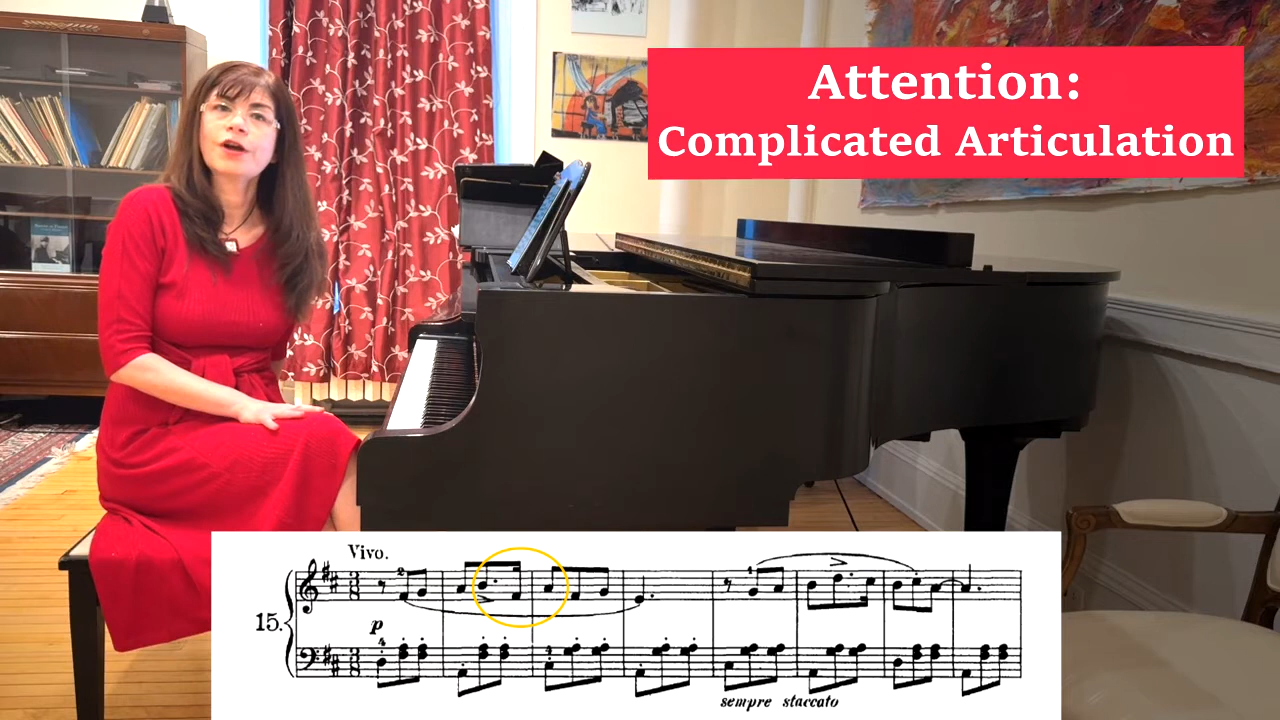 Attention:
Complicated Articulation
Vivo.
15.
p
sempre staccato